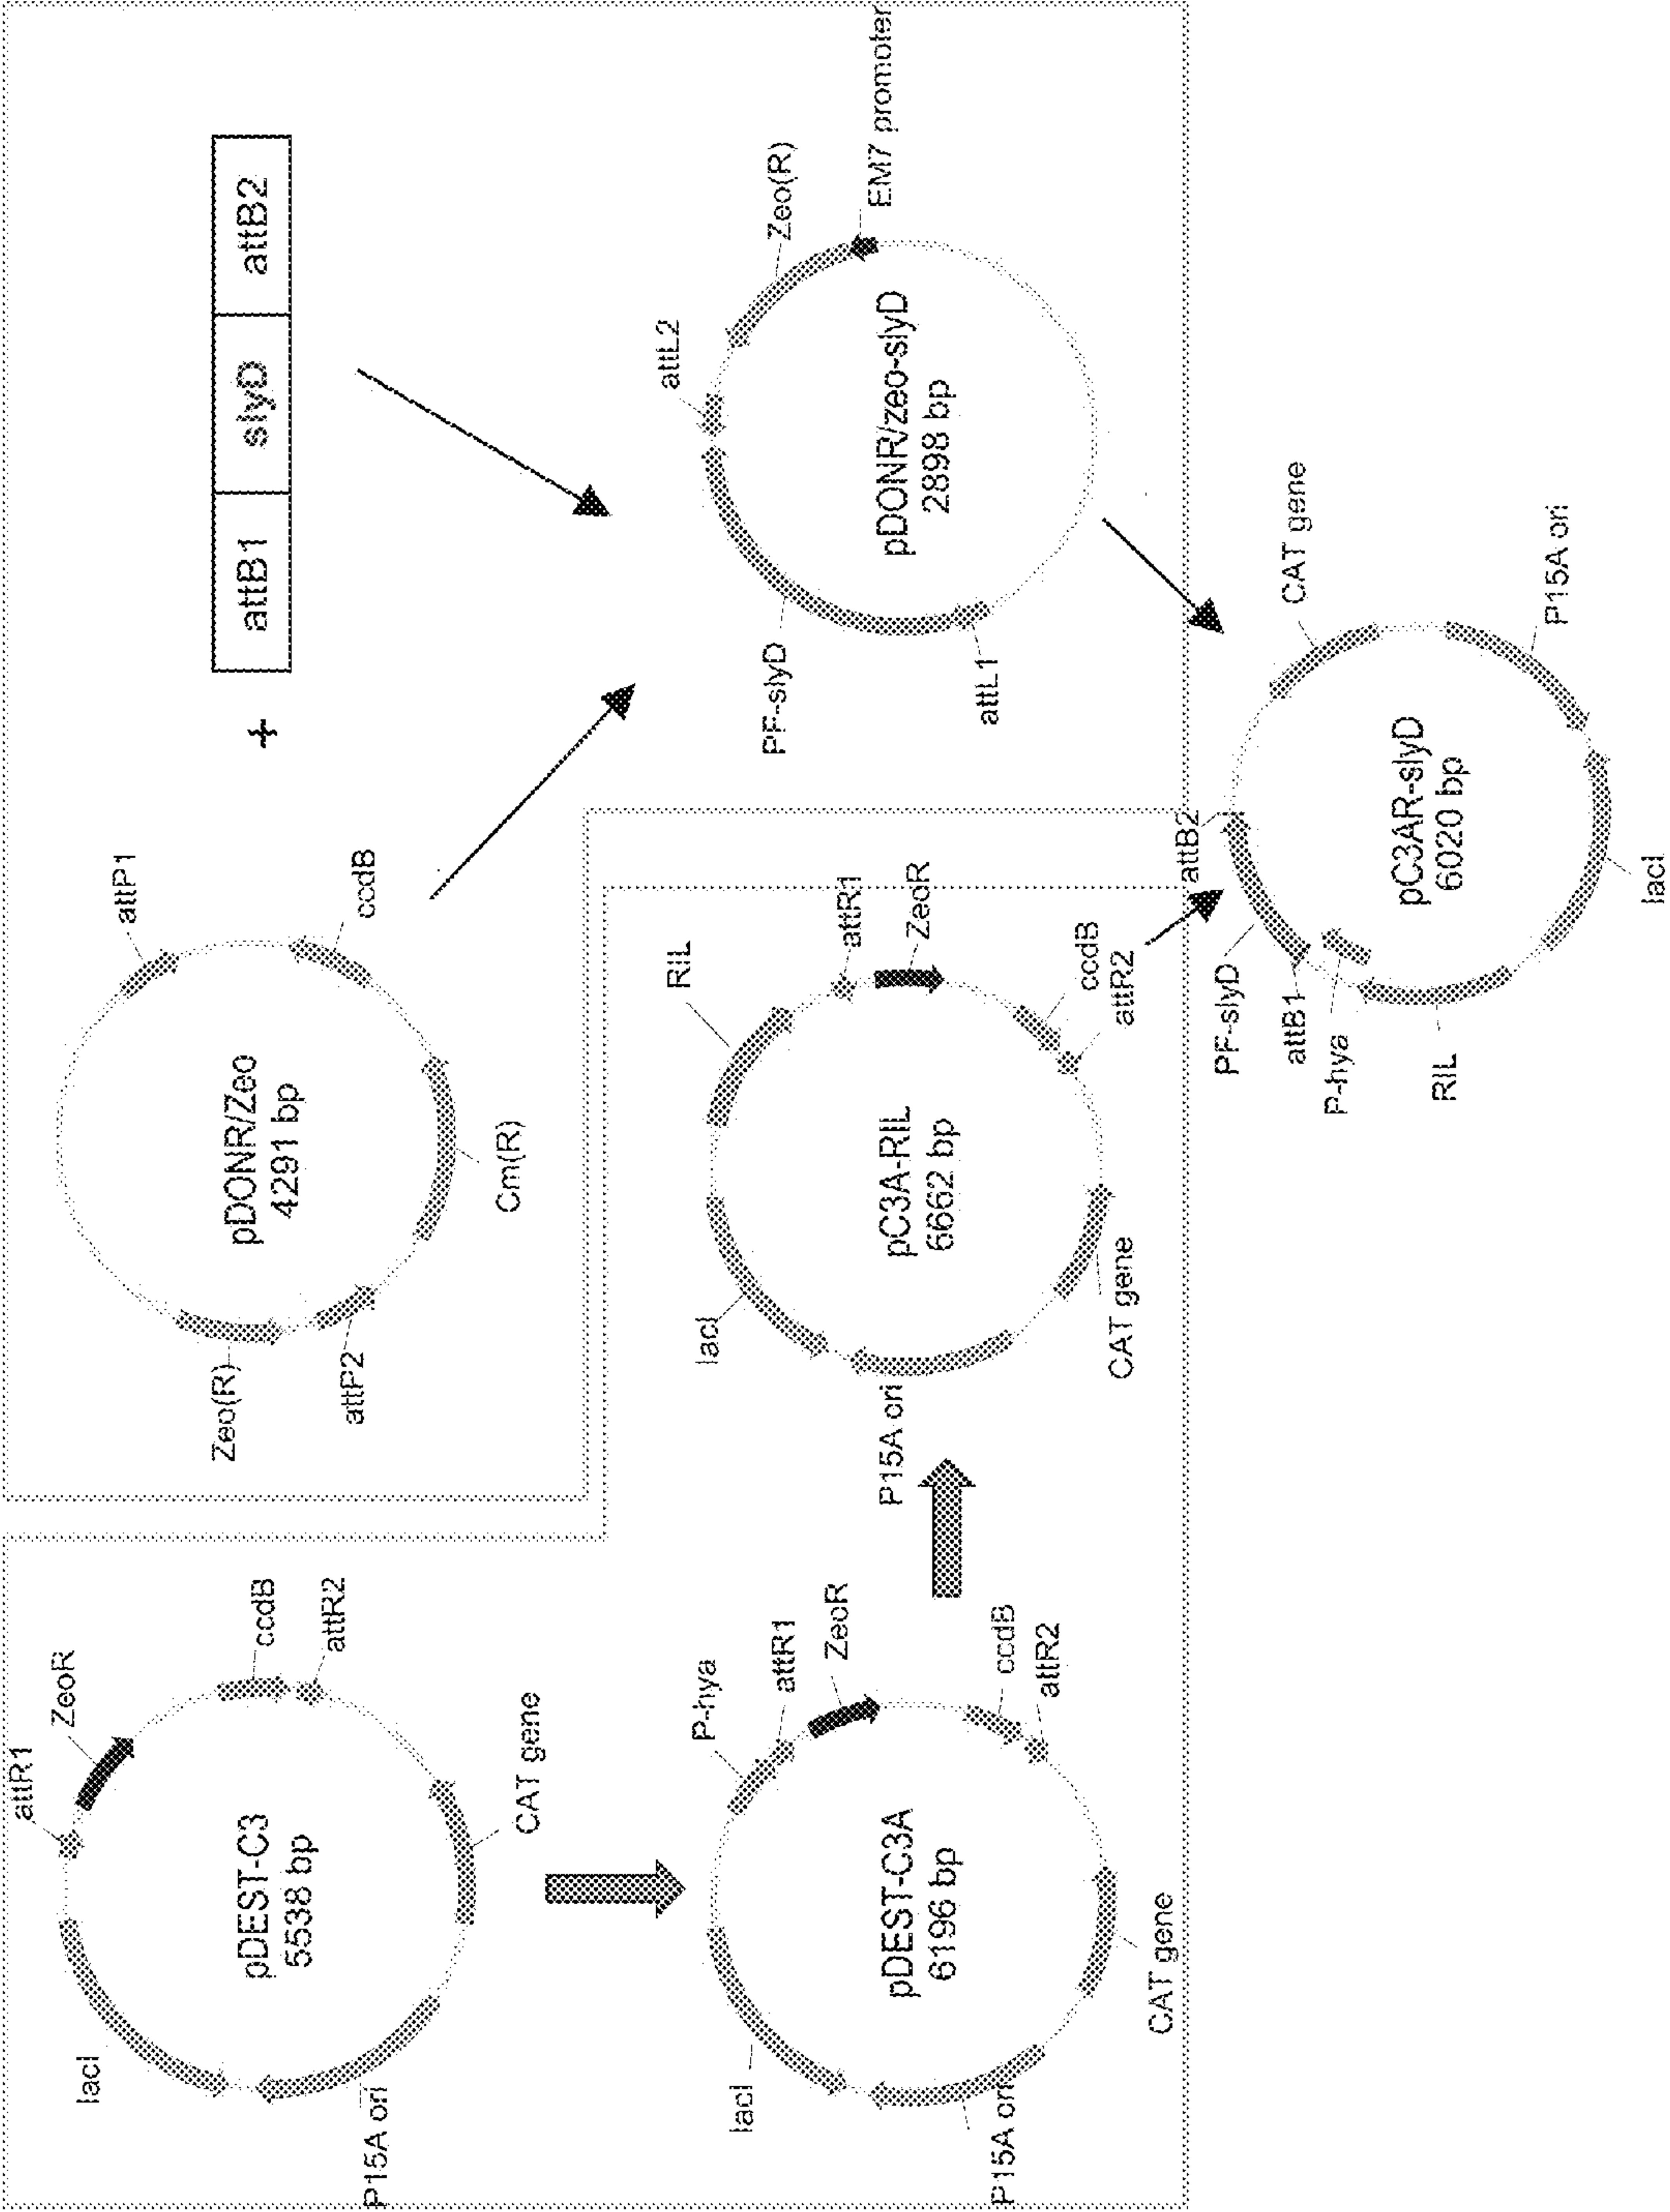 attR1
ZeoR
ccdB
attR2
CAT gene
P15A ori
lacI
pDEST-C3
5538 bp
P-hya
attR1
ZeoR
ccdB
attR2
CAT gene
P15A ori
lacI
pDEST-C3A
6196 bp
RIL
attR1
ZeoR
ccdB
attR2
CAT gene
P15A ori
lacI
pC3A-RIL
6662 bp
attP1
ccdB
Cm(R)
attP2
Zeo(R)
pDONR/Zeo
4291 bp
+
attB1 slyD attB2
attL2
Zeo(R)
EM7 promoter
PF-slyD
attL1
pDONR/zeo-slyD
2898 bp
attB2
CAT gene
P15A ori
lacI
RIL
P-hya
attB1
PF-slyD
pC3AR-slyD
6020 bp